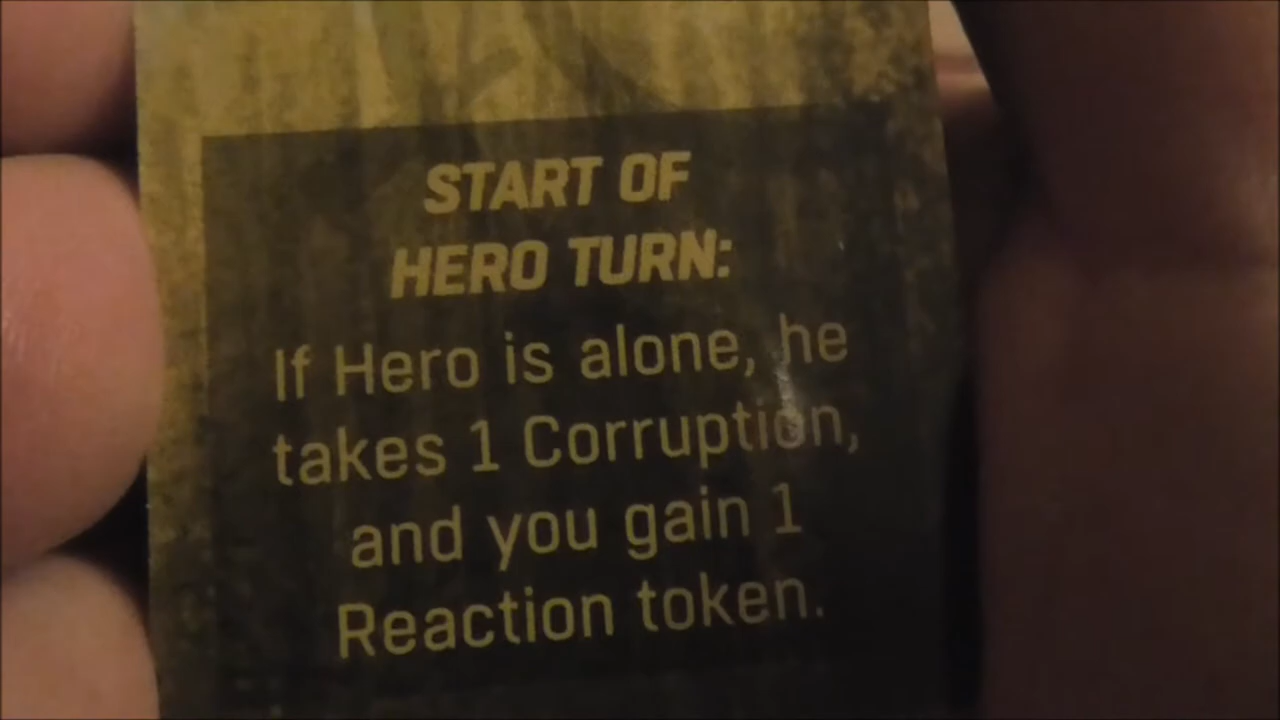 START OF
HERO TURN:
If Hero is alone, he
takes 1 Corruption,
and you gain 1
Reaction token.